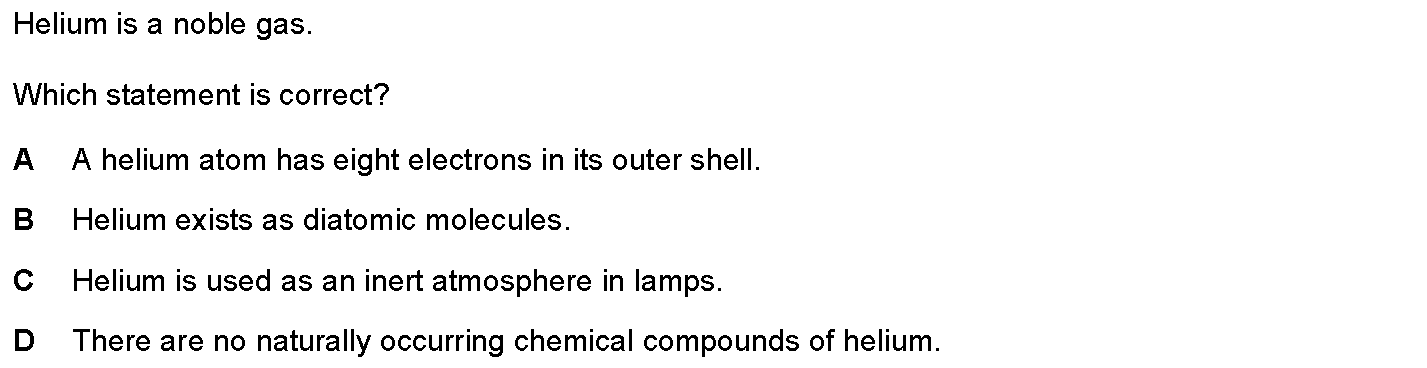 Helium is a noble gas.
Which statement is correct?
A A helium atom has eight electrons in its outer shell.
B Helium exists as diatomic molecules.
C Helium is used as an inert atmosphere in lamps.
D There are no naturally occurring chemical compounds of helium.